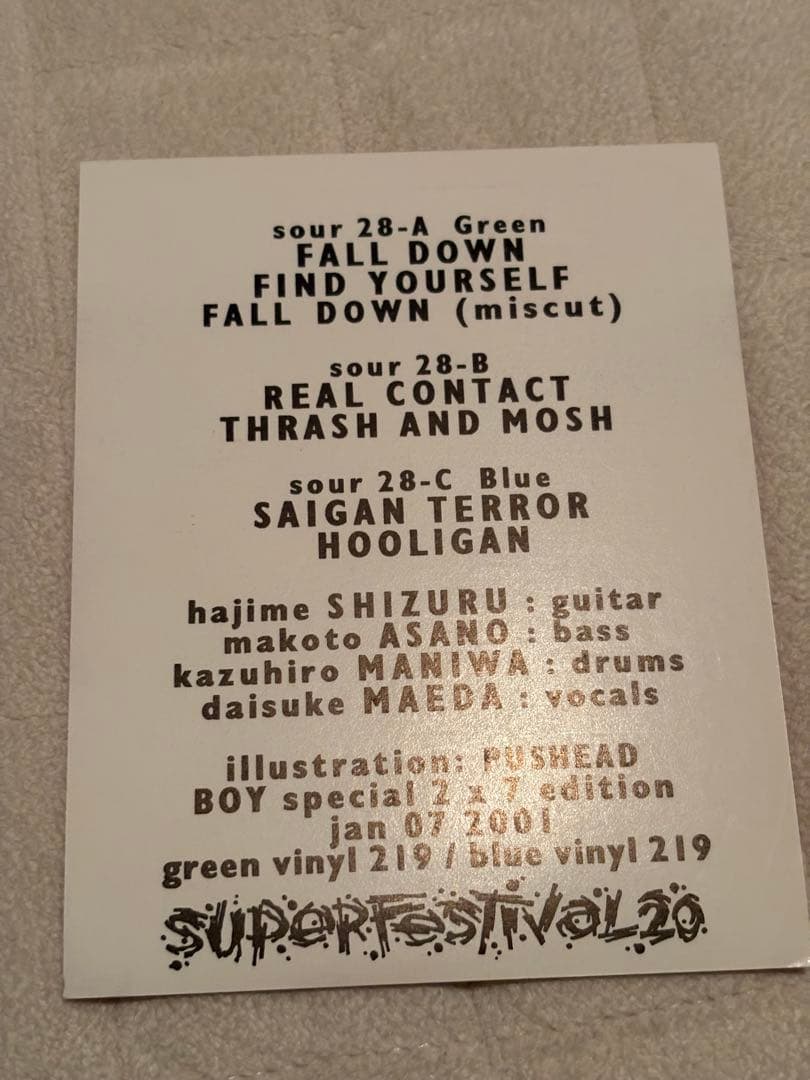 sour 28-A Green
FALL DOWN
FIND YOURSELF
FALL DOWN (miscut)
sour 28-B
REAL CONTACT
THRASH AND MOSH
sour 28-C Blue
SAIGAN TERROR
HOOLIGAN
hajime SHIZURU : guitar
makoto ASANO : bass
kazuhiro MANIWA : drums
daisuke MAEDA : vocals
illustration: PUSHEAD
BOY special 2 x 7 edition
jan 07 2001
green vinyl 219 / blue vinyl 219
SUPeRFeSTiVaL20